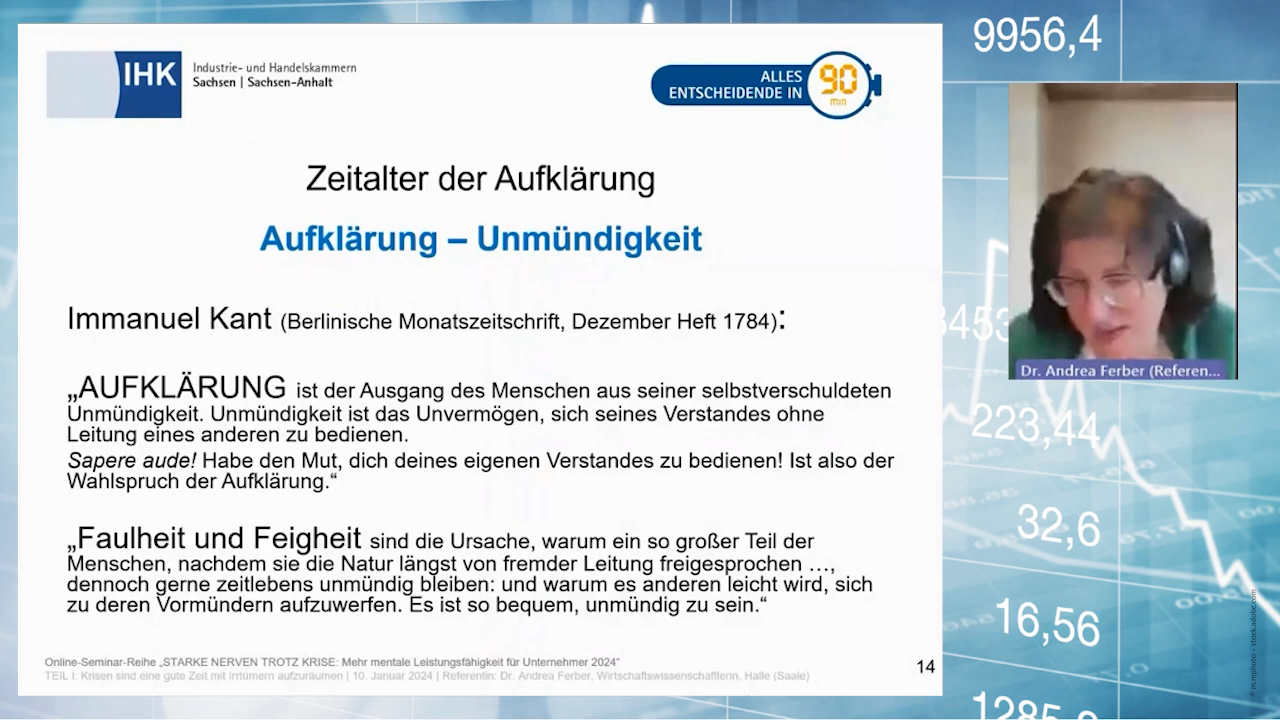 IHK
Industrie- und Handelskammern
Sachsen | Sachsen-Anhalt
ALLES
ENTSCHEIDENDE IN
90
min
Zeitalter der Aufklärung
Aufklärung – Unmündigkeit
Immanuel Kant (Berlinische Monatszeitschrift, Dezember Heft 1784):
„AUFKLÄRUNG ist der Ausgang des Menschen aus seiner selbstverschuldeten
Unmündigkeit. Unmündigkeit ist das Unvermögen, sich seines Verstandes ohne
Leitung eines anderen zu bedienen.
Sapere aude! Habe den Mut, dich deines eigenen Verstandes zu bedienen! Ist also der
Wahlspruch der Aufklärung.“
„Faulheit und Feigheit sind die Ursache, warum ein so großer Teil der
Menschen, nachdem sie die Natur längst von fremder Leitung freigesprochen …,
dennoch gerne zeitlebens unmündig bleiben: und warum es anderen leicht wird, sich
zu deren Vormündern aufzuwerfen. Es ist so bequem, unmündig zu sein.“
Online-Seminar-Reihe „STARKE NERVEN TROTZ KRISE: Mehr mentale Leistungsfähigkeit für Unternehmer 2024“
TEIL I: Krisen sind eine gute Zeit mit Irrtümern aufzuräumen | 10. Januar 2024 | Referentin: Dr. Andrea Ferber, Wirtschaftswissenschaftlerin, Halle (Saale)
14
9956,4
Dr. Andrea Ferber (Referen...
223,44
32,6
16,56
© m.mphoto - stock.adobe.com